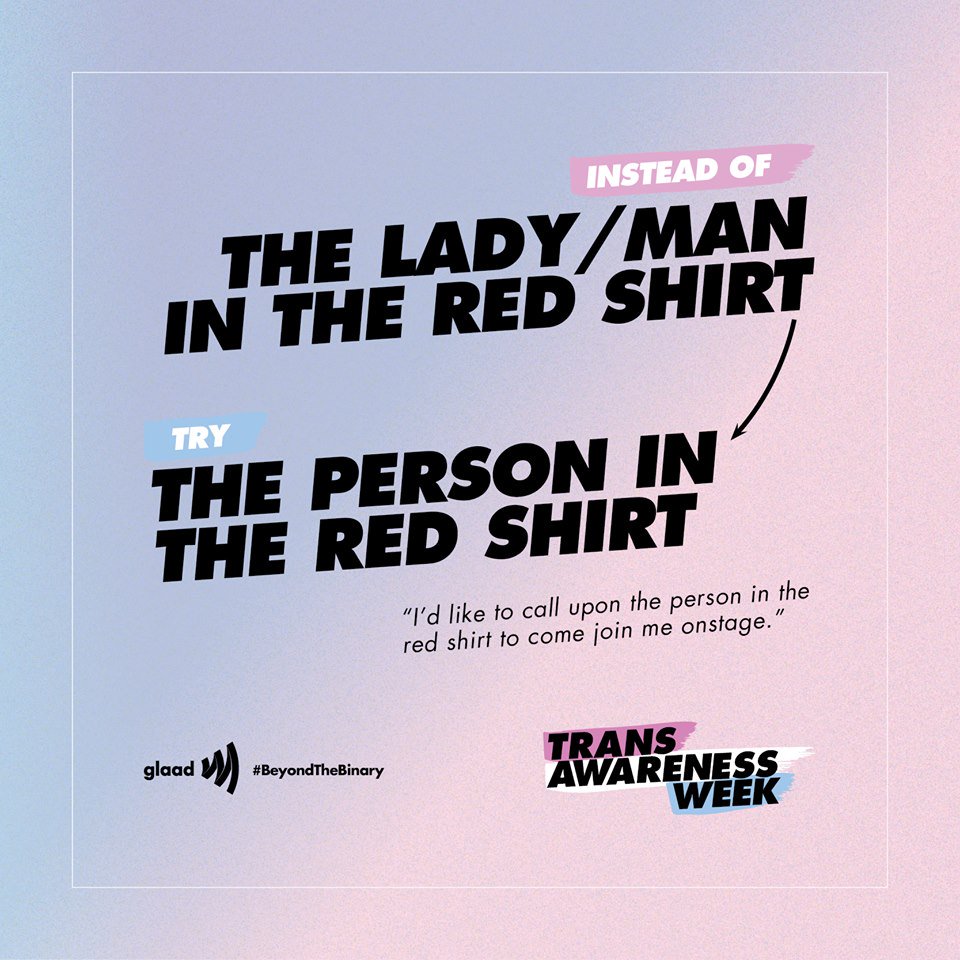 INSTEAD OF
THE LADY/MAN
IN THE RED SHIRT
TRY
THE PERSON IN
THE RED SHIRT
“I’d like to call upon the person in the
red shirt to come join me onstage.”
glaad #BeyondTheBinary
TRANS
AWARENESS
WEEK